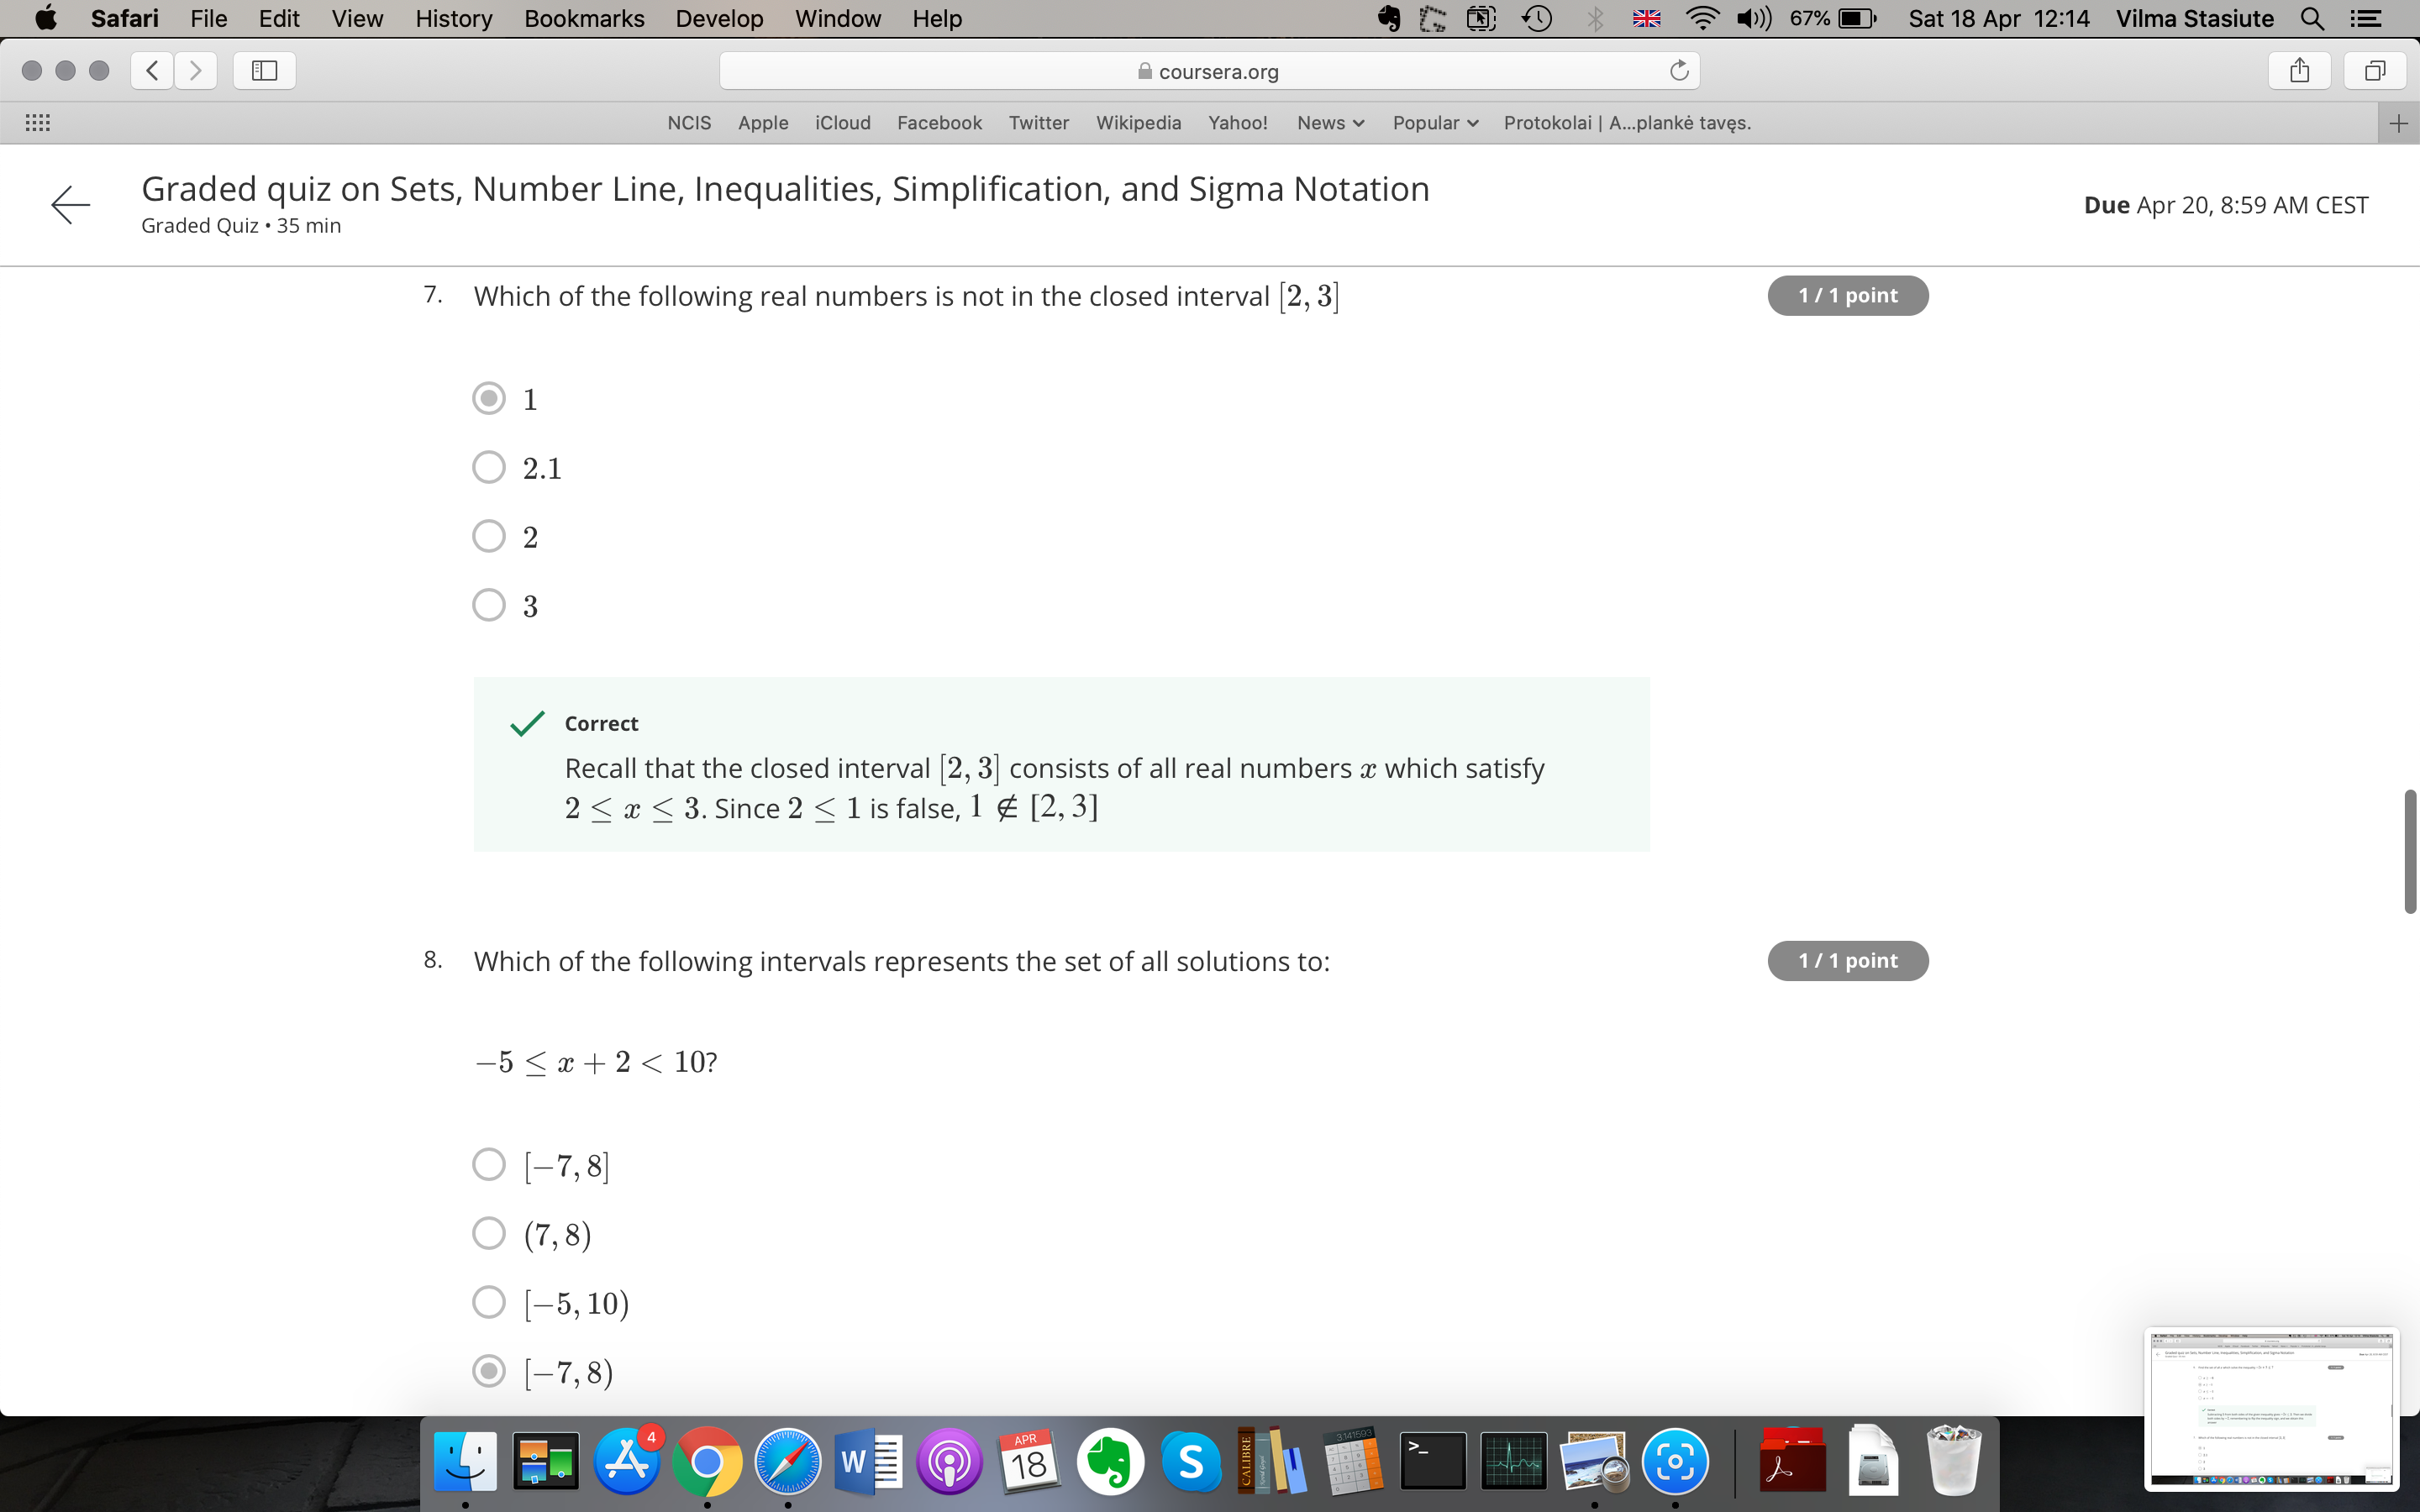 Safari File Edit View History Bookmarks Develop Window Help 67% Sat 18 Apr 12:14 Vilma Stasiute
coursera.org
NCIS Apple iCloud Facebook Twitter Wikipedia Yahoo! News Popular Protokolai | A...plankė tavęs.
Graded quiz on Sets, Number Line, Inequalities, Simplification, and Sigma Notation
Graded Quiz • 35 min
Due Apr 20, 8:59 AM CEST
7. Which of the following real numbers is not in the closed interval [2, 3]
1 / 1 point
1
2.1
2
3
Correct
Recall that the closed interval [2, 3] consists of all real numbers x which satisfy
2 ≤ x ≤ 3. Since 2 ≤ 1 is false, 1 ∉ [2, 3]
8. Which of the following intervals represents the set of all solutions to:
1 / 1 point
−5 ≤ x + 2 < 10?
[−7, 8]
(7, 8)
[−5, 10)
[−7, 8)
4
W
APR
18
S
CALIBRE
3.141593
>_